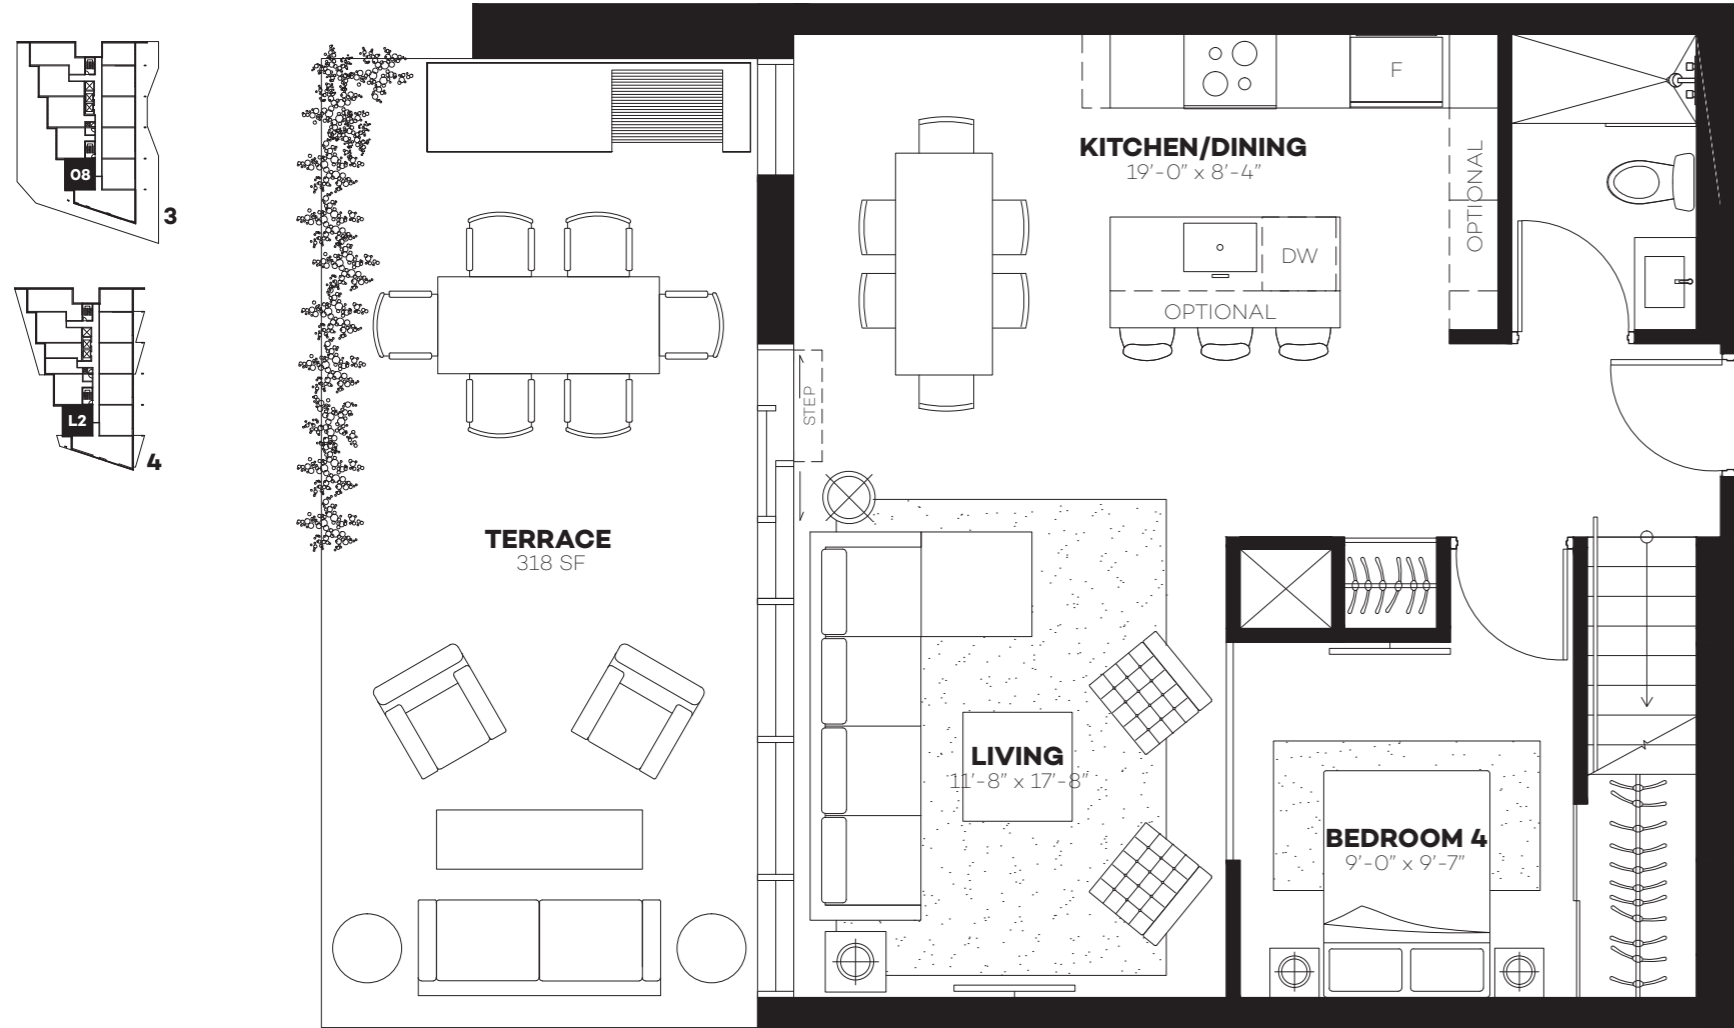 08
3
L2
4
F
KITCHEN/DINING
19’-0” x 8’-4”
OPTIONAL
DW
OPTIONAL
STEP
TERRACE
318 SF
LIVING
11’-8” x 17’-8”
BEDROOM 4
9’-0” x 9’-7”